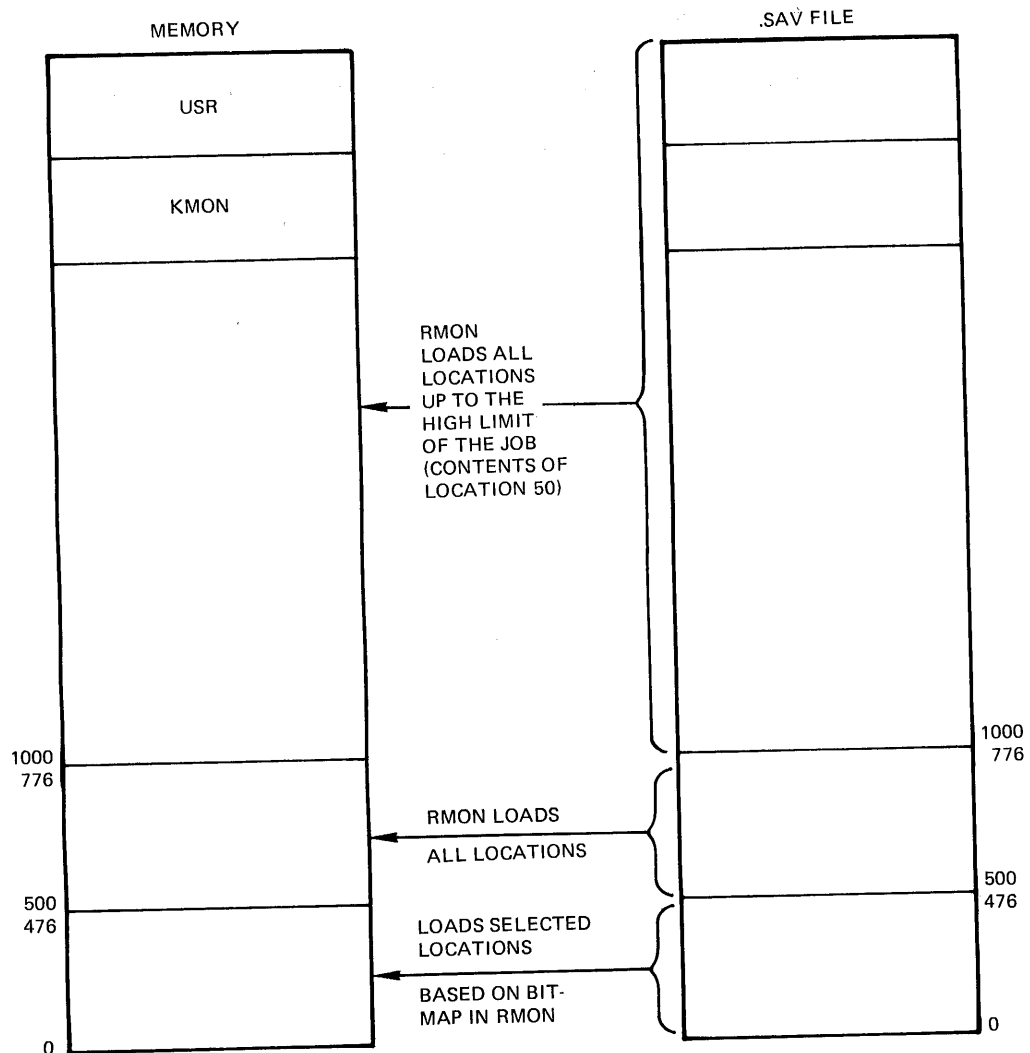 MEMORY
.SAV FILE
USR
KMON
RMON
LOADS ALL
LOCATIONS
UP TO THE
HIGH LIMIT
OF THE JOB
(CONTENTS OF
LOCATION 50)
1000
776
1000
776
RMON LOADS
ALL LOCATIONS
500
476
500
476
LOADS SELECTED
LOCATIONS
BASED ON BIT-
MAP IN RMON
0
0